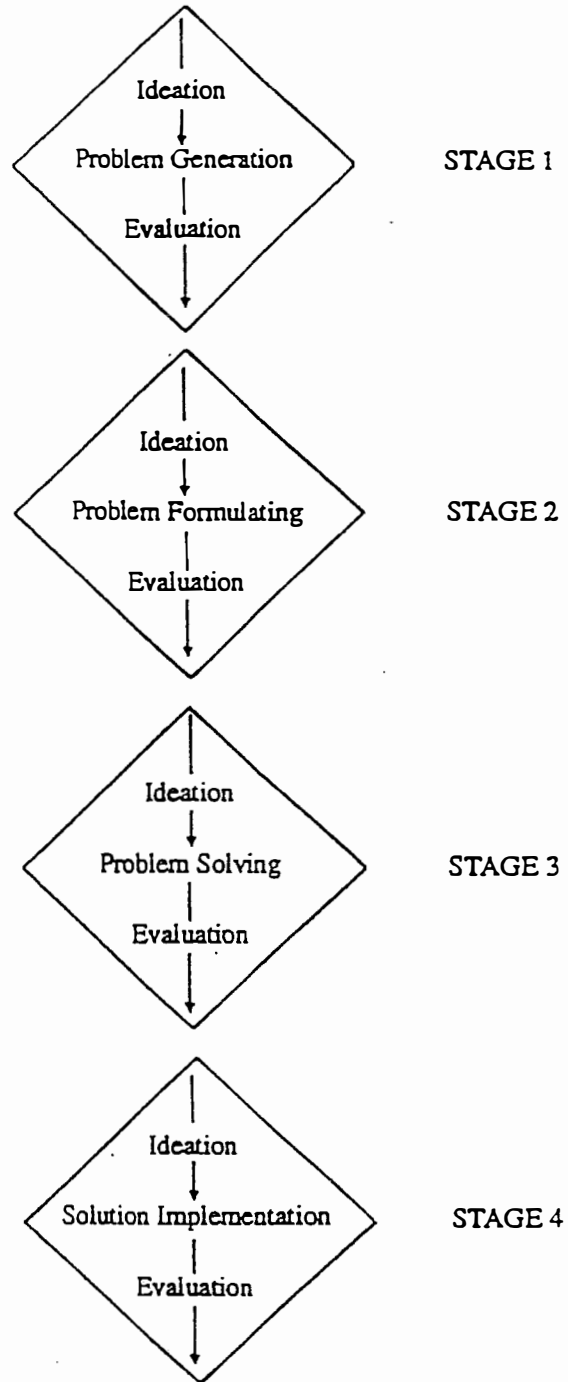 Ideation
Problem Generation
STAGE 1
Evaluation
Ideation
Problem Formulating
STAGE 2
Evaluation
Ideation
Problem Solving
STAGE 3
Evaluation
Ideation
Solution Implementation
STAGE 4
Evaluation